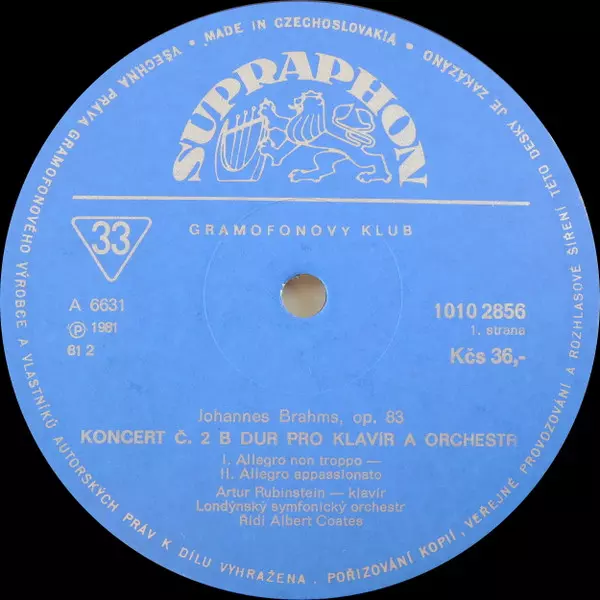 VŠECHNA PRÁVA GRAMOFONOVÉHO VÝROBCE A VLASTNÍKŮ AUTORSKÝCH PRÁV K DÍLU VYHRAŽENA. POŘIZOVÁNÍ KOPIÍ, VEŘEJNÉ PROVOZOVÁNÍ A ROZHLASOVÉ ŠÍŘENÍ TÉTO DESKY JE ZAKÁZÁNO
• MADE IN CZECHOSLOVAKIA •
SUPRAPHON
GRAMOFONOVÝ KLUB
33
A 6631
Ⓟ 1981
81 2
1010 2856
1. strana
Kčs 36,-
Johannes Brahms, op. 83
KONCERT Č. 2 B DUR PRO KLAVÍR A ORCHESTR
I. Allegro non troppo —
II. Allegro appassionato
Artur Rubinstein — klavír
Londýnský symfonický orchestr
Řídí Albert Coates